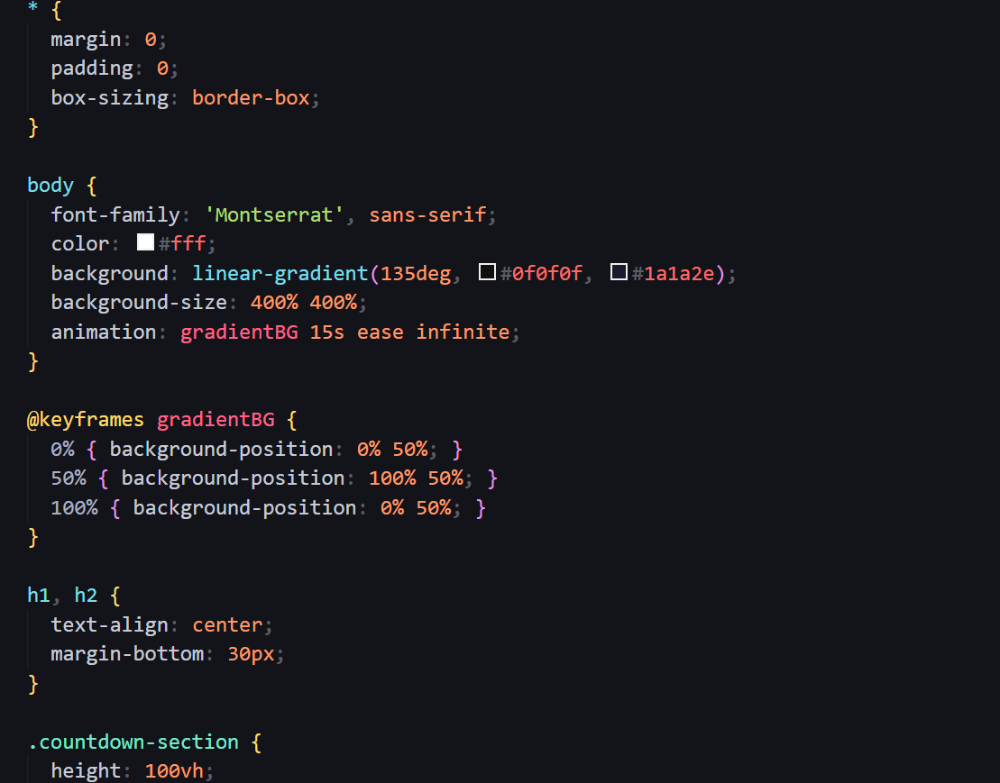 * {
  margin: 0;
  padding: 0;
  box-sizing: border-box;
}

body {
  font-family: 'Montserrat', sans-serif;
  color: #fff;
  background: linear-gradient(135deg, #0f0f0f, #1a1a2e);
  background-size: 400% 400%;
  animation: gradientBG 15s ease infinite;
}

@keyframes gradientBG {
  0% { background-position: 0% 50%; }
  50% { background-position: 100% 50%; }
  100% { background-position: 0% 50%; }
}

h1, h2 {
  text-align: center;
  margin-bottom: 30px;
}

.countdown-section {
  height: 100vh;